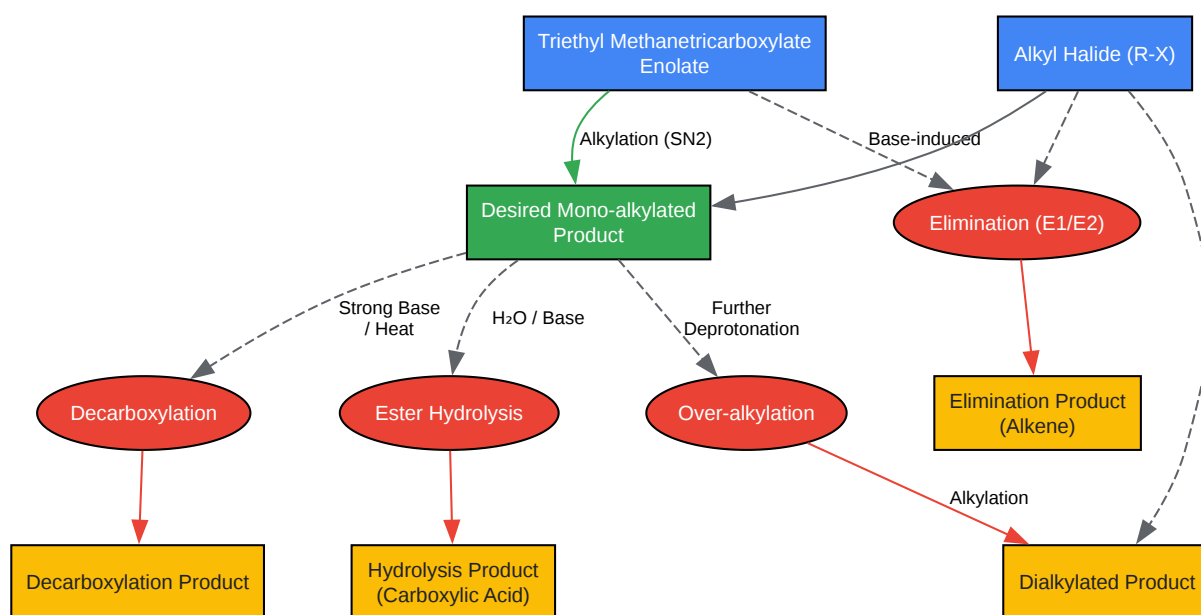 Triethyl Methanetricarboxylate
Enolate
Alkyl Halide (R-X)
Alkylation (SN2)
Base-induced
Desired Mono-alkylated
Product
Elimination (E1/E2)
Strong Base
/ Heat
H₂O / Base
Further
Deprotonation
Decarboxylation
Ester Hydrolysis
Over-alkylation
Elimination Product
(Alkene)
Alkylation
Decarboxylation Product
Hydrolysis Product
(Carboxylic Acid)
Dialkylated Product